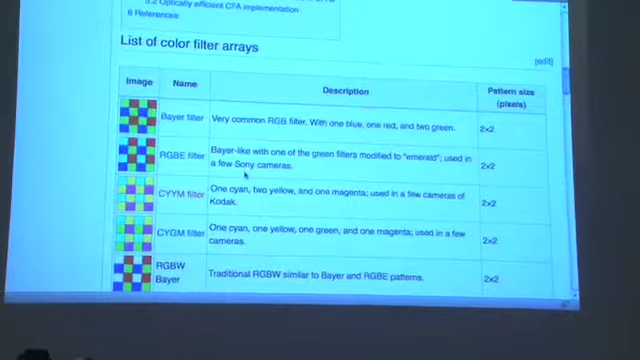 5.2 Optically efficient CFA implementation
6 References
List of color filter arrays
[edit]
Image Name Description Pattern size (pixels)
Bayer filter Very common RGB filter. With one blue, one red, and two green. 2×2
RGBE filter Bayer-like with one of the green filters modified to "emerald"; used in
a few Sony cameras. 2×2
CYYM filter One cyan, two yellow, and one magenta; used in a few cameras of
Kodak. 2×2
CYGM filter One cyan, one yellow, one green, and one magenta; used in a few
cameras. 2×2
RGBW
Bayer Traditional RGBW similar to Bayer and RGBE patterns. 2×2